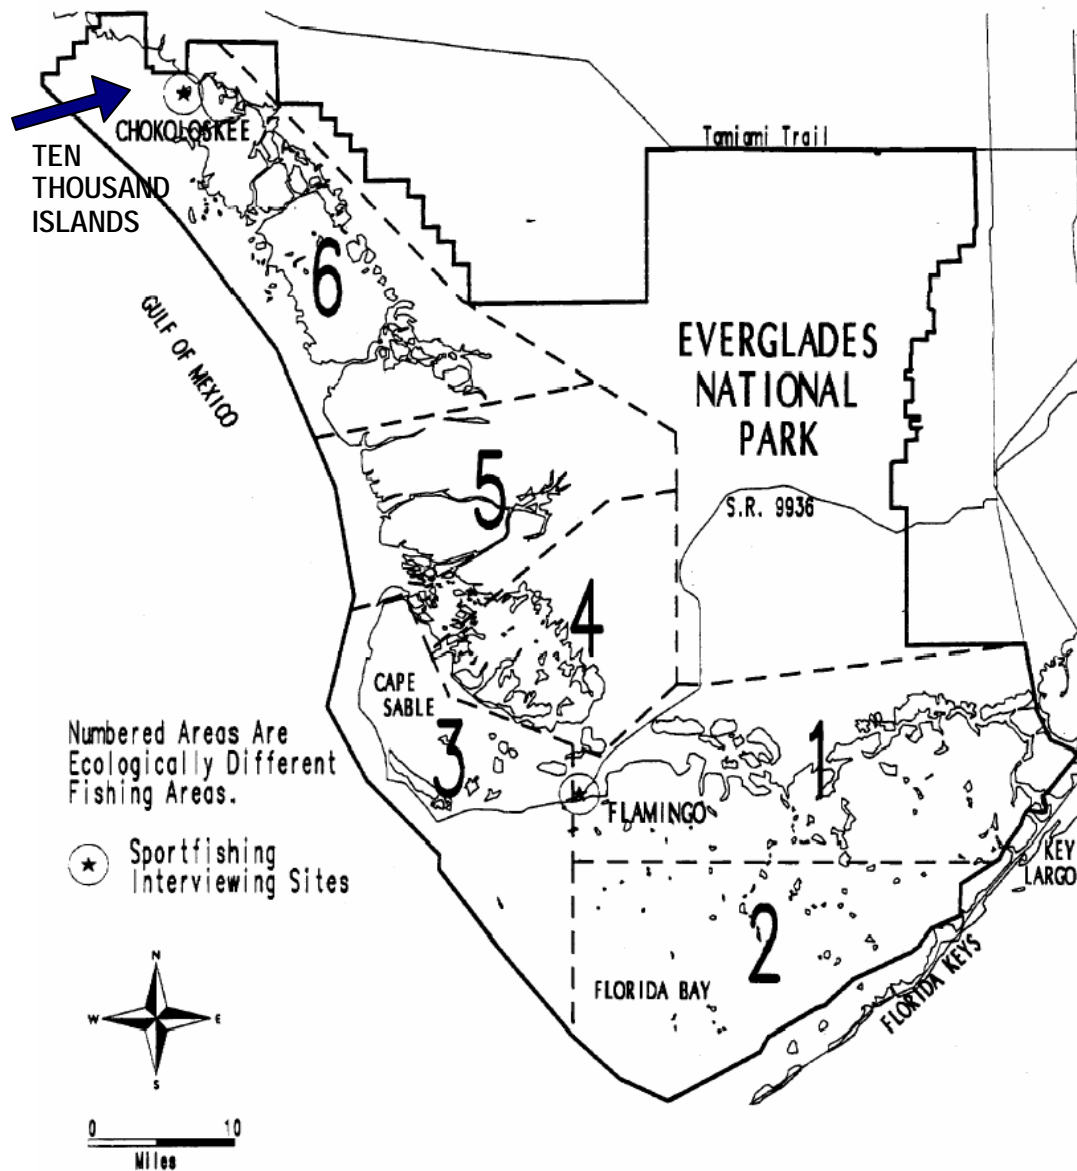 CHOKOLOSKEE
TEN
THOUSAND
ISLANDS
Tamiami Trail
6
GULF OF MEXICO
EVERGLADES
NATIONAL
PARK
5
S.R. 9936
4
CAPE
SABLE
3
1
Numbered Areas Are
Ecologically Different
Fishing Areas.
FLAMINGO
Sportfishing
Interviewing Sites
KEY
LARGO
2
FLORIDA BAY
FLORIDA KEYS
N
W
E
S
0 10
Miles